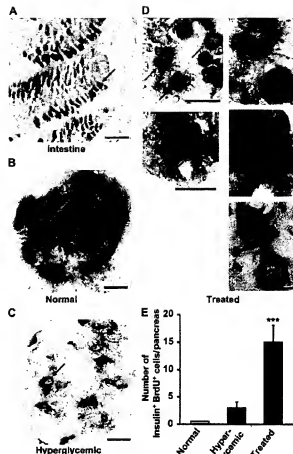 A
Intestine
B
Normal
C
Hyperglycemic
D
Treated
E
Number of
Insulin⁺ BrdU⁺ cells/pancreas
20
15
10
5
0
***
Normal
Hyper-
glycemic
Treated